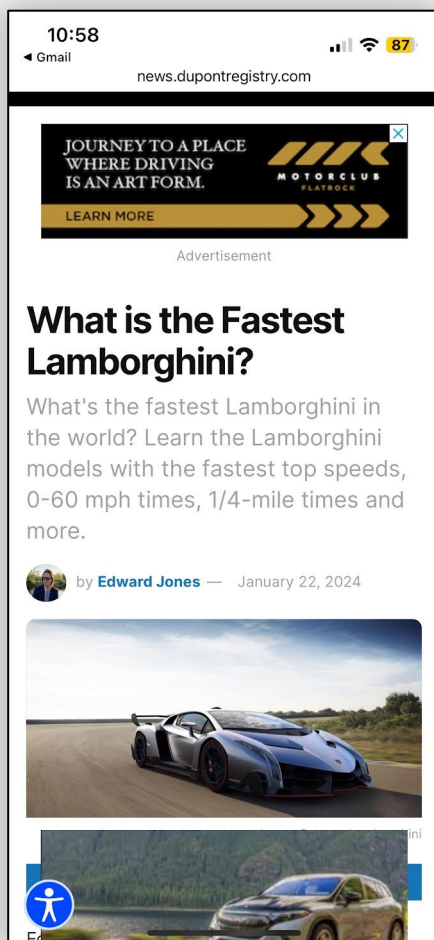 10:58
87
◀ Gmail
news.dupontregistry.com
JOURNEY TO A PLACE
WHERE DRIVING
IS AN ART FORM.
MOTORCLUB
FLATROCK
LEARN MORE
Advertisement
What is the Fastest
Lamborghini?
What's the fastest Lamborghini in
the world? Learn the Lamborghini
models with the fastest top speeds,
0-60 mph times, 1/4-mile times and
more.
by Edward Jones — January 22, 2024